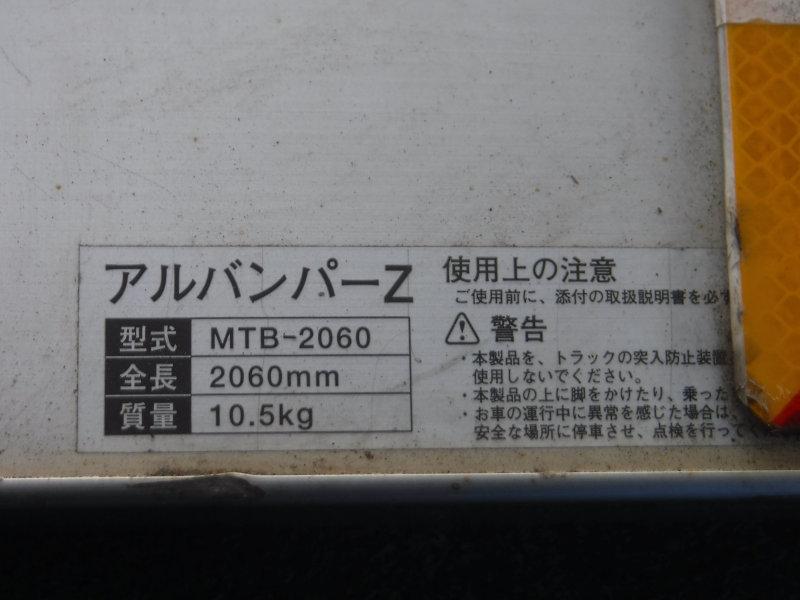 アルバンパーZ
型式 MTB-2060
全長 2060mm
質量 10.5kg
使用上の注意
ご使用前に、添付の取扱説明書を必ず
警告
・本製品を、トラックの突入防止装置
使用しないでください。
・本製品の上に脚をかけたり、乗った
・お車の運行中に異常を感じた場合は、
安全な場所に停車させ、点検を行って